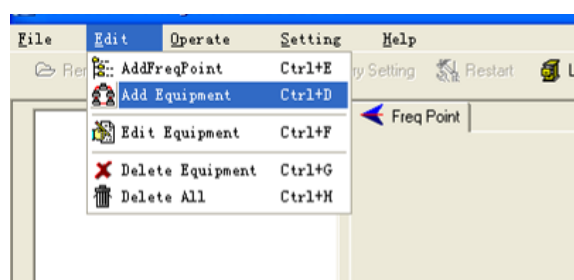 File Edit Operate Setting Help
AddFreqPoint Ctrl+E
Add Equipment Ctrl+D
Edit Equipment Ctrl+F
Delete Equipment Ctrl+G
Delete All Ctrl+H
Setting Restart
Freq Point